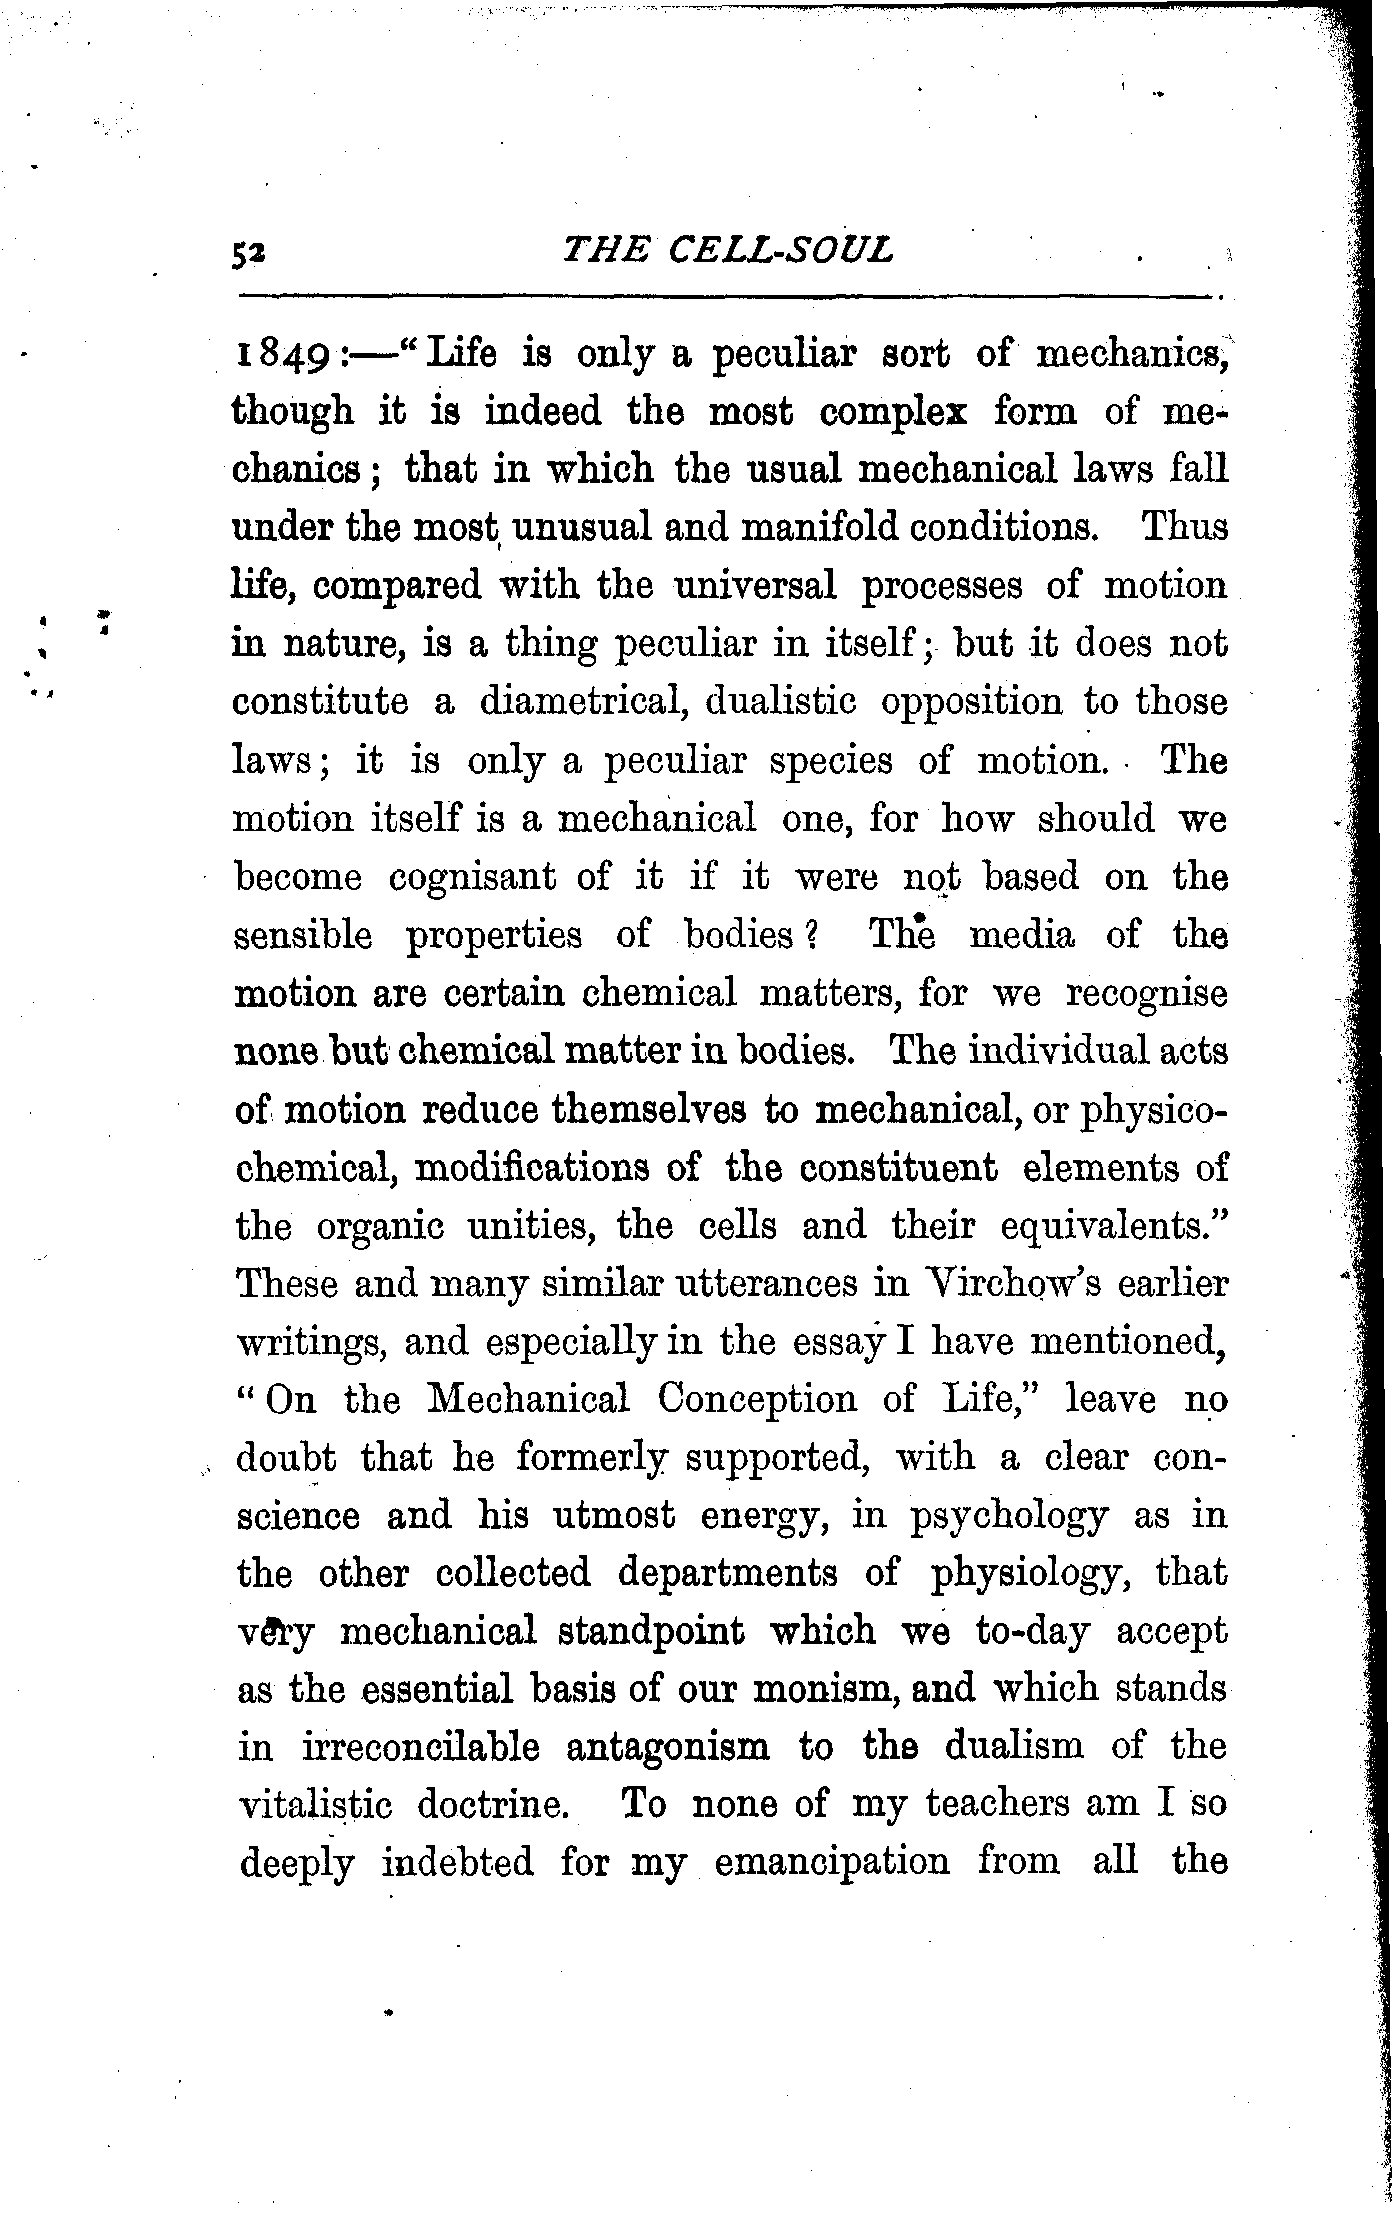 52 THE CELL-SOUL
1849:—“Life is only a peculiar sort of mechanics,
though it is indeed the most complex form of me-
chanics; that in which the usual mechanical laws fall
under the most unusual and manifold conditions. Thus
life, compared with the universal processes of motion
in nature, is a thing peculiar in itself; but it does not
constitute a diametrical, dualistic opposition to those
laws; it is only a peculiar species of motion. The
motion itself is a mechanical one, for how should we
become cognisant of it if it were not based on the
sensible properties of bodies? The media of the
motion are certain chemical matters, for we recognise
none but chemical matter in bodies. The individual acts
of motion reduce themselves to mechanical, or physico-
chemical, modifications of the constituent elements of
the organic unities, the cells and their equivalents.”
These and many similar utterances in Virchow’s earlier
writings, and especially in the essay I have mentioned,
“On the Mechanical Conception of Life,” leave no
doubt that he formerly supported, with a clear con-
science and his utmost energy, in psychology as in
the other collected departments of physiology, that
very mechanical standpoint which we to-day accept
as the essential basis of our monism, and which stands
in irreconcilable antagonism to the dualism of the
vitalistic doctrine. To none of my teachers am I so
deeply indebted for my emancipation from all the